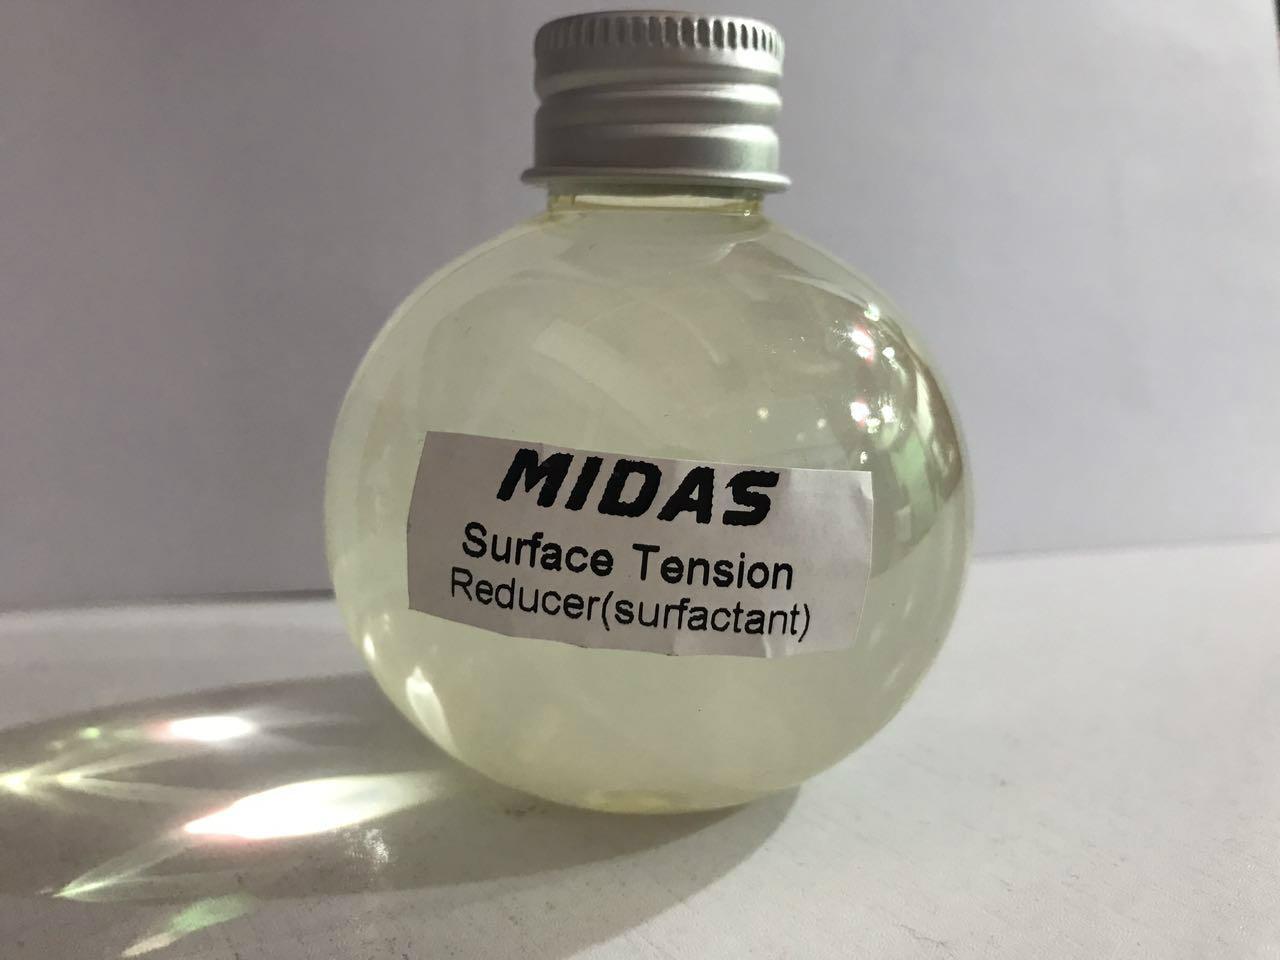 MIDAS
Surface Tension
Reducer(surfactant)